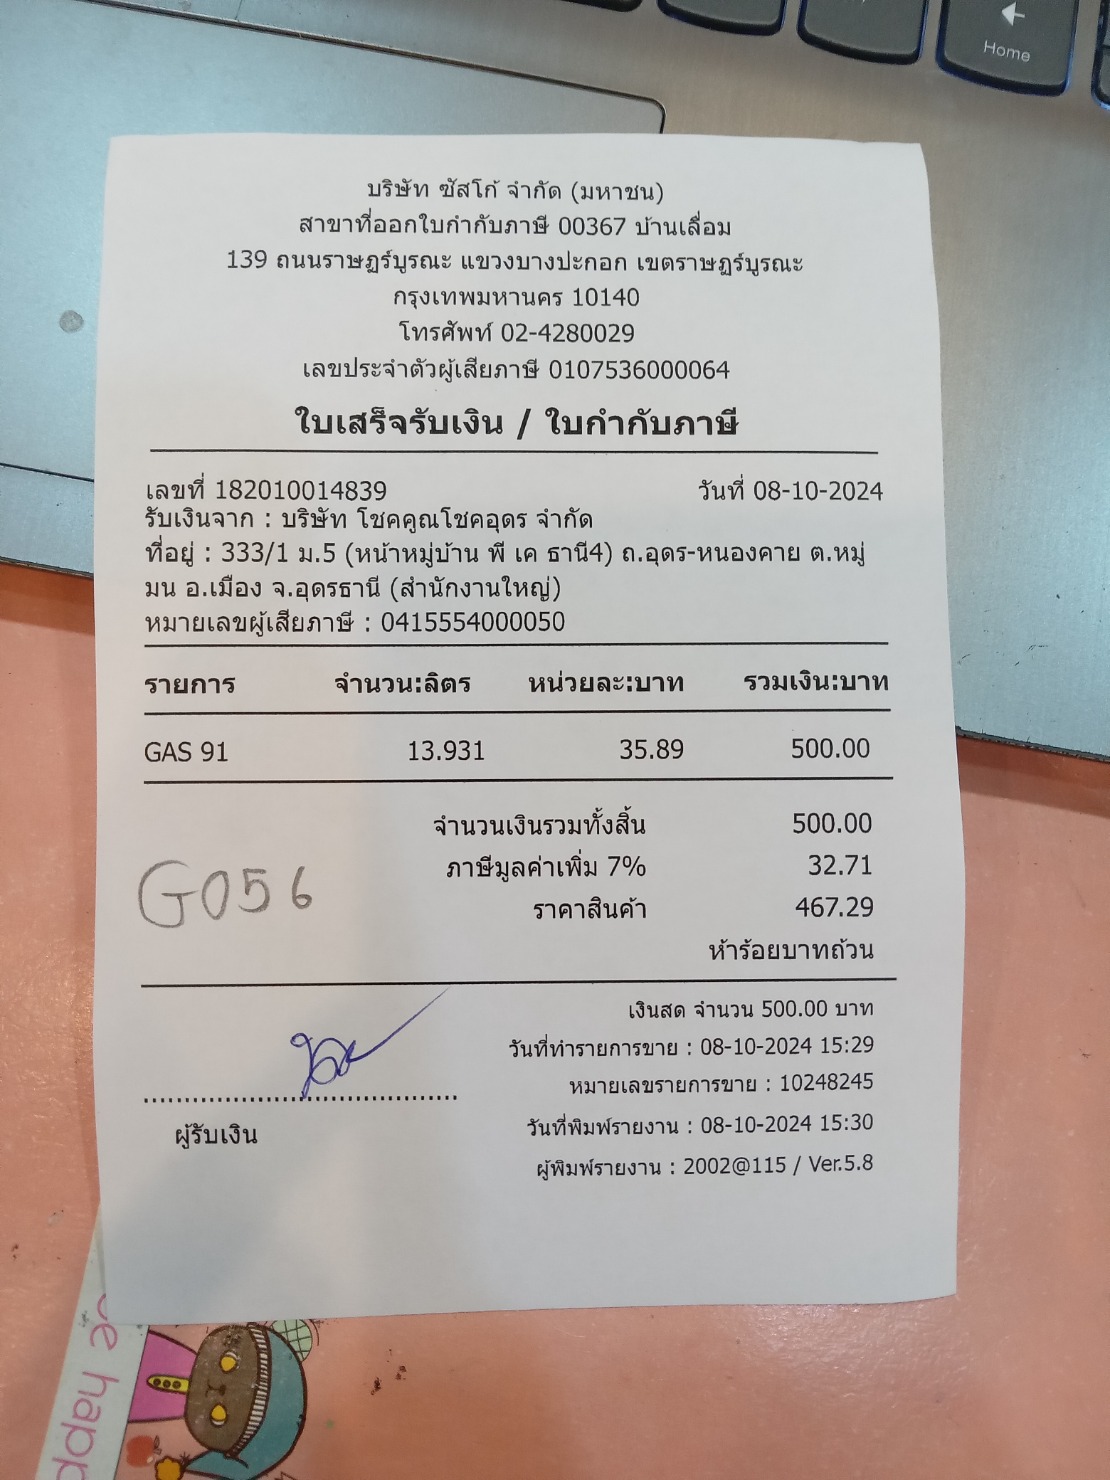 Home
บริษัท ซัสโก้ จำกัด (มหาชน)
สาขาที่ออกใบกำกับภาษี 00367 บ้านเลื่อม
139 ถนนราษฎร์บูรณะ แขวงบางปะกอก เขตราษฎร์บูรณะ
กรุงเทพมหานคร 10140
โทรศัพท์ 02-4280029
เลขประจำตัวผู้เสียภาษี 0107536000064
ใบเสร็จรับเงิน / ใบกำกับภาษี
เลขที่ 182010014839 วันที่ 08-10-2024
รับเงินจาก : บริษัท โชคคูณโชคอุดร จำกัด
ที่อยู่ : 333/1 ม.5 (หน้าหมู่บ้าน พี เค ธานี4) ถ.อุดร-หนองคาย ต.หมู่
มน อ.เมือง จ.อุดรธานี (สำนักงานใหญ่)
หมายเลขผู้เสียภาษี : 0415554000050
รายการ จำนวน:ลิตร หน่วยละ:บาท รวมเงิน:บาท
GAS 91 13.931 35.89 500.00
จำนวนเงินรวมทั้งสิ้น 500.00
ภาษีมูลค่าเพิ่ม 7% 32.71
G056
ราคาสินค้า 467.29
ห้าร้อยบาทถ้วน
เงินสด จำนวน 500.00 บาท
วันที่ทำรายการขาย : 08-10-2024 15:29
หมายเลขรายการขาย : 10248245
วันที่พิมพ์รายงาน : 08-10-2024 15:30
ผู้รับเงิน
ผู้พิมพ์รายงาน : 2002@115 / Ver.5.8